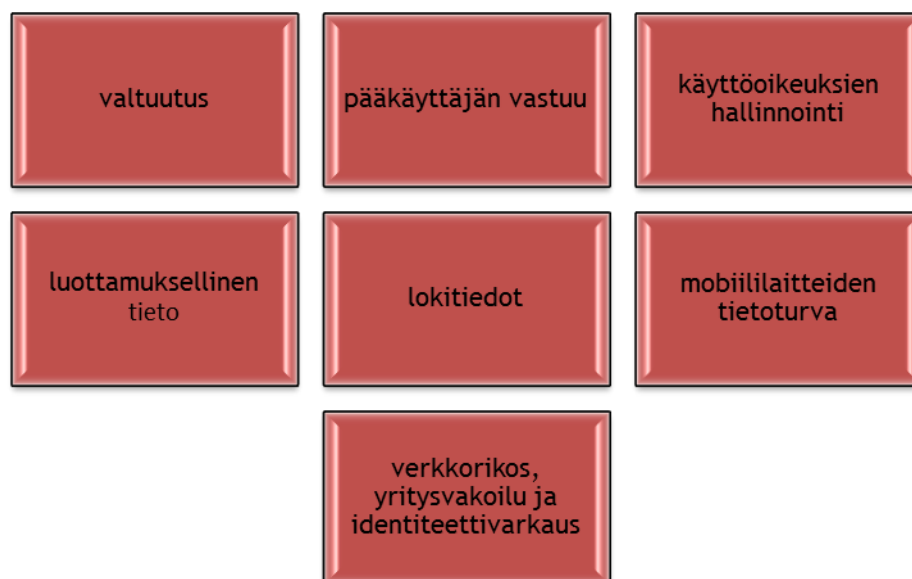 valtuutus
pääkäyttäjän vastuu
käyttöoikeuksien
hallinnointi
luottamuksellinen
tieto
lokitiedot
mobiililaitteiden
tietoturva
verkkorikos,
yritysvakoilu ja
identiteettivarkaus